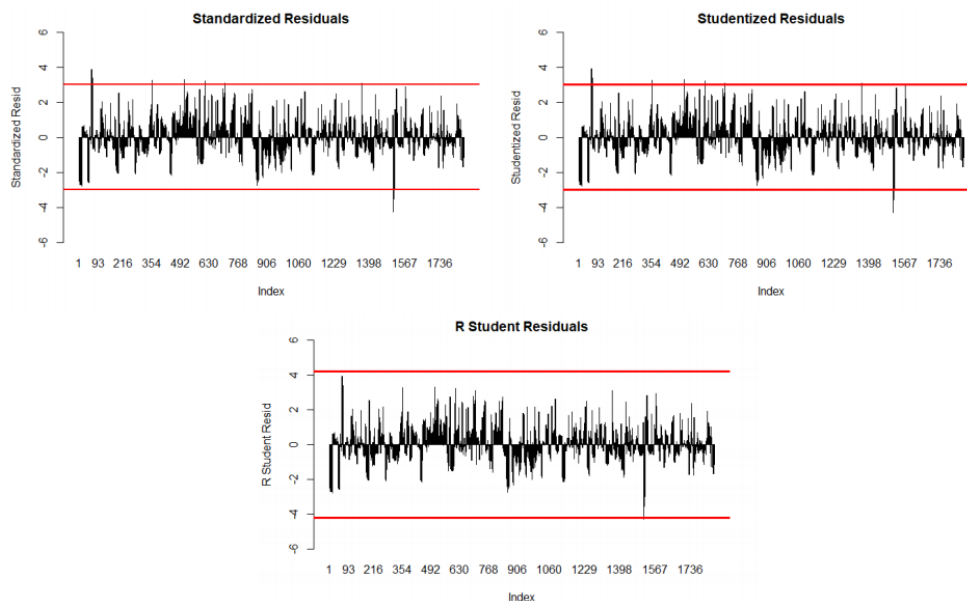 Standardized Residuals
Standardized Resid
6
4
2
0
-2
-4
-6
1 93 216 354 492 630 768 906 1060 1229 1398 1567 1736
Index
Studentized Residuals
Studentized Resid
6
4
2
0
-2
-4
-6
1 93 216 354 492 630 768 906 1060 1229 1398 1567 1736
Index
R Student Residuals
R Student Resid
6
4
2
0
-2
-4
-6
1 93 216 354 492 630 768 906 1060 1229 1398 1567 1736
Index